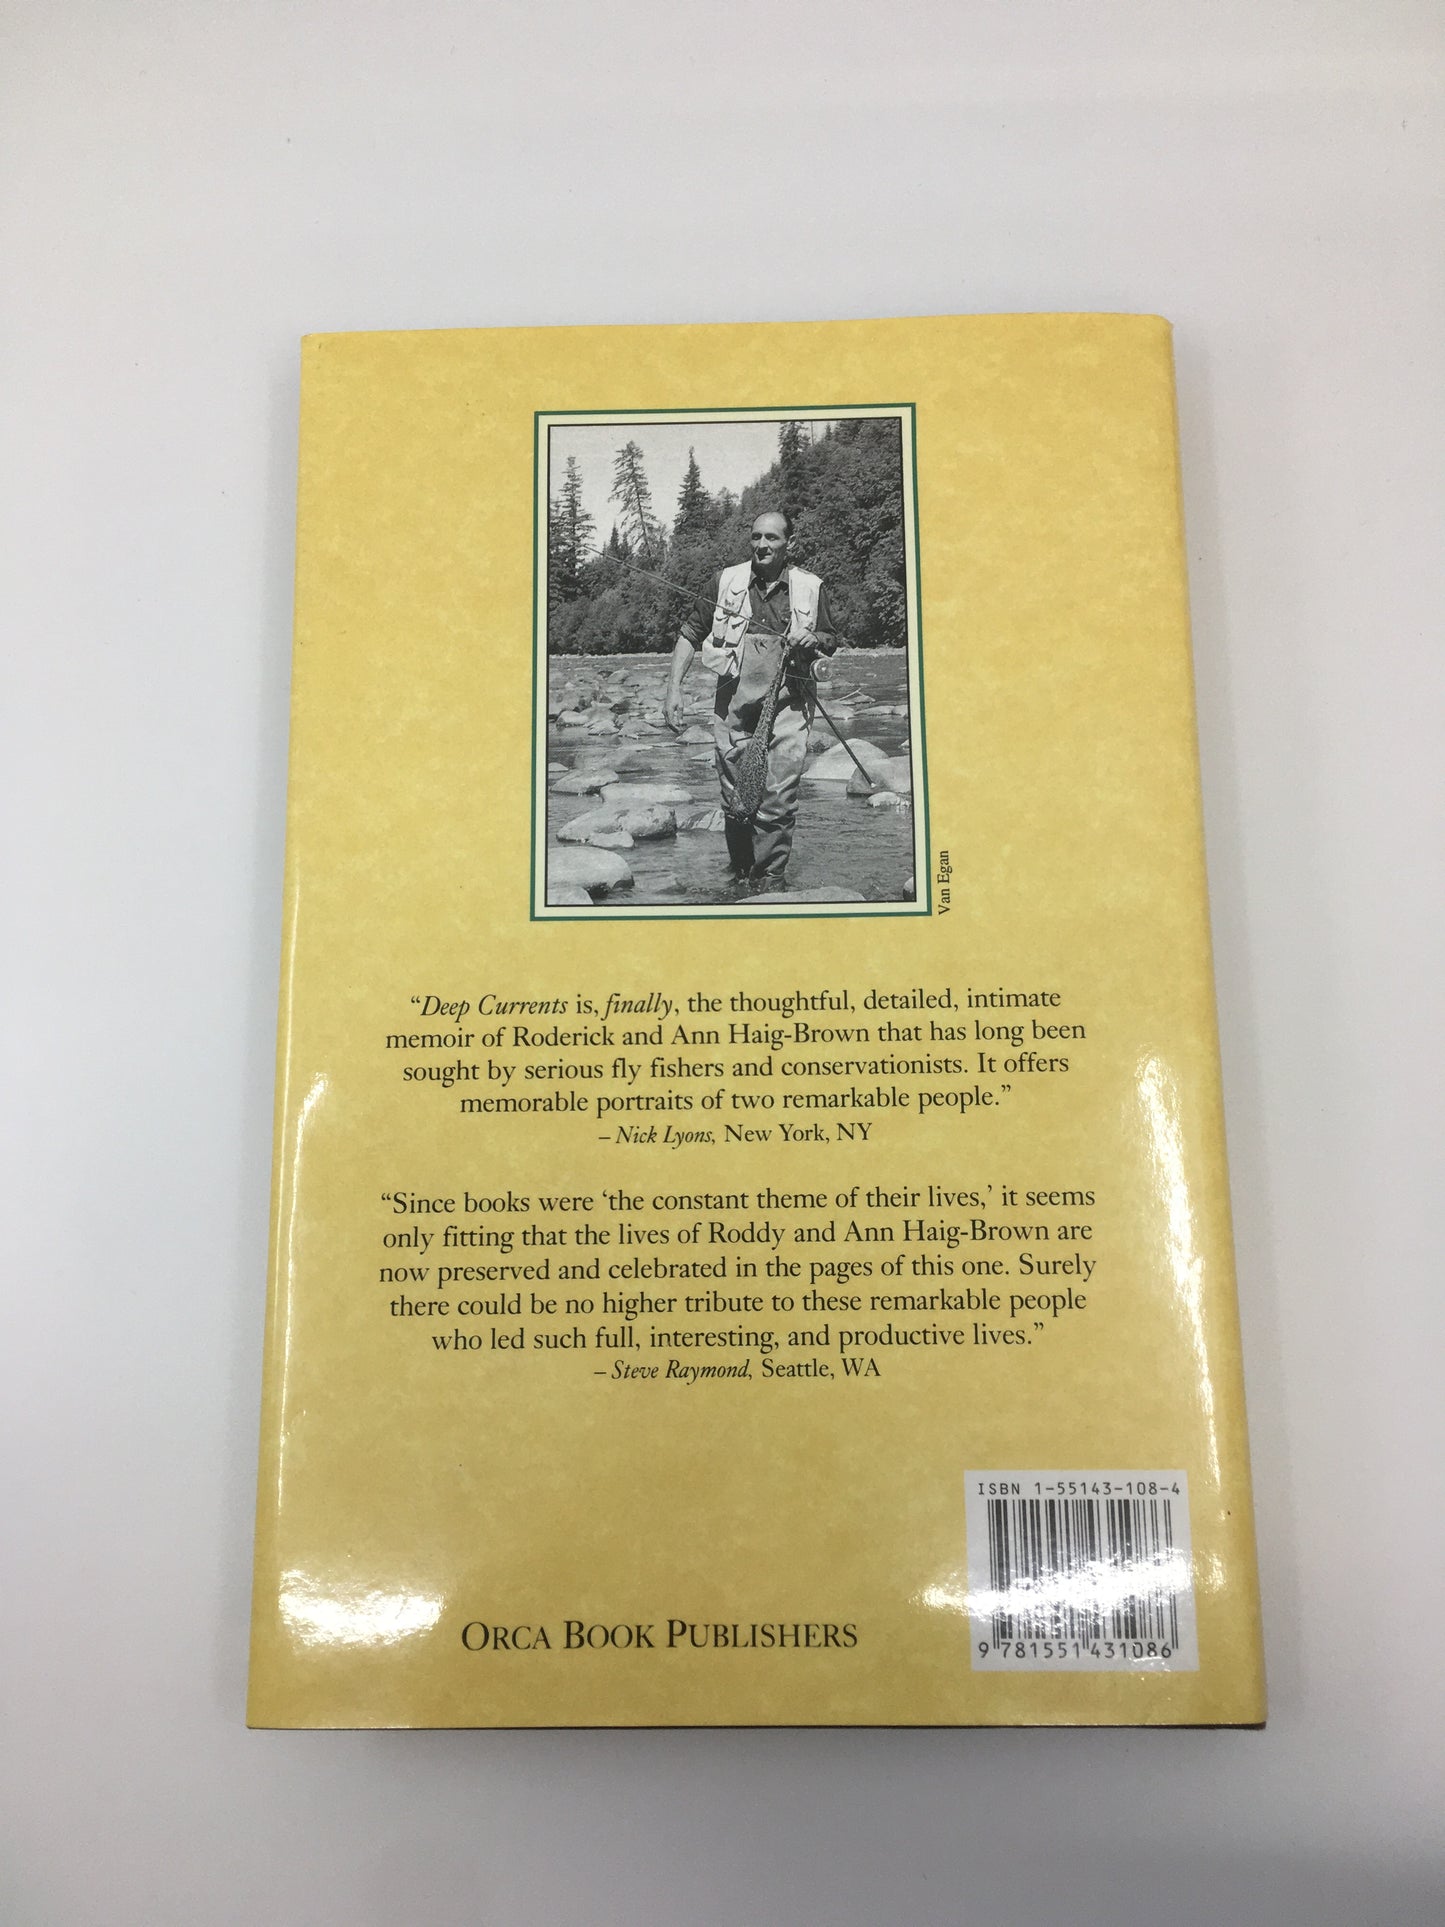 Van Egan
“Deep Currents is, finally, the thoughtful, detailed, intimate
memoir of Roderick and Ann Haig-Brown that has long been
sought by serious fly fishers and conservationists. It offers
memorable portraits of two remarkable people.”
– Nick Lyons, New York, NY
“Since books were ‘the constant theme of their lives,’ it seems
only fitting that the lives of Roddy and Ann Haig-Brown are
now preserved and celebrated in the pages of this one. Surely
there could be no higher tribute to these remarkable people
who led such full, interesting, and productive lives.”
– Steve Raymond, Seattle, WA
ISBN 1-55143-108-4
ORCA BOOK PUBLISHERS
9 781551 431086